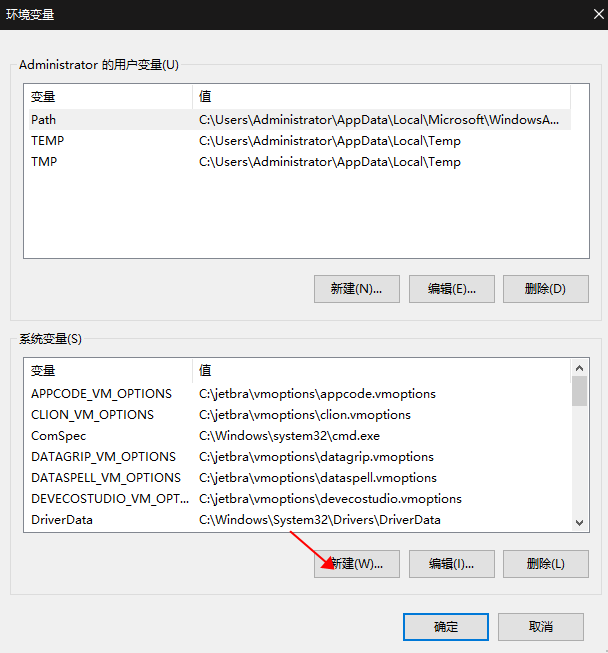 环境变量
Administrator 的用户变量(U)
变量 值
Path C:\Users\Administrator\AppData\Local\Microsoft\WindowsA...
TEMP C:\Users\Administrator\AppData\Local\Temp
TMP C:\Users\Administrator\AppData\Local\Temp
新建(N)... 编辑(E)... 删除(D)
系统变量(S)
变量 值
APPCODE_VM_OPTIONS C:\jetbra\vmoptions\appcode.vmoptions
CLION_VM_OPTIONS C:\jetbra\vmoptions\clion.vmoptions
ComSpec C:\Windows\system32\cmd.exe
DATAGRIP_VM_OPTIONS C:\jetbra\vmoptions\datagrip.vmoptions
DATASPELL_VM_OPTIONS C:\jetbra\vmoptions\dataspell.vmoptions
DEVECOSTUDIO_VM_OPT... C:\jetbra\vmoptions\devecostudio.vmoptions
DriverData C:\Windows\System32\Drivers\DriverData
新建(W)... 编辑(I)... 删除(L)
确定 取消